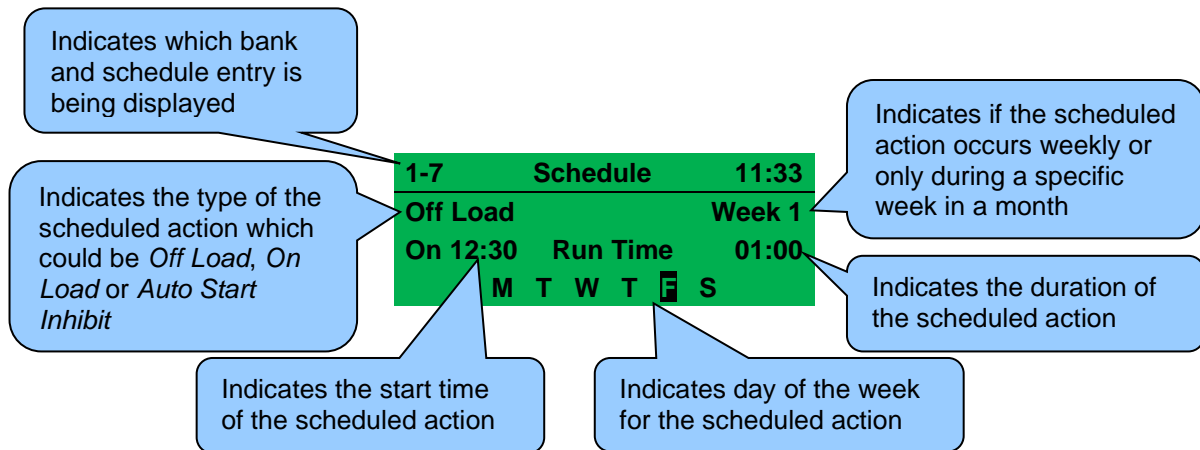 Indicates which bank
and schedule entry is
being displayed
Indicates if the scheduled
action occurs weekly or
only during a specific
week in a month
Indicates the type of the
scheduled action which
could be Off Load, On
Load or Auto Start
Inhibit
1-7 Schedule 11:33
Off Load Week 1
On 12:30 Run Time 01:00
M T W T F S
Indicates the duration of
the scheduled action
Indicates the start time
of the scheduled action
Indicates day of the week
for the scheduled action